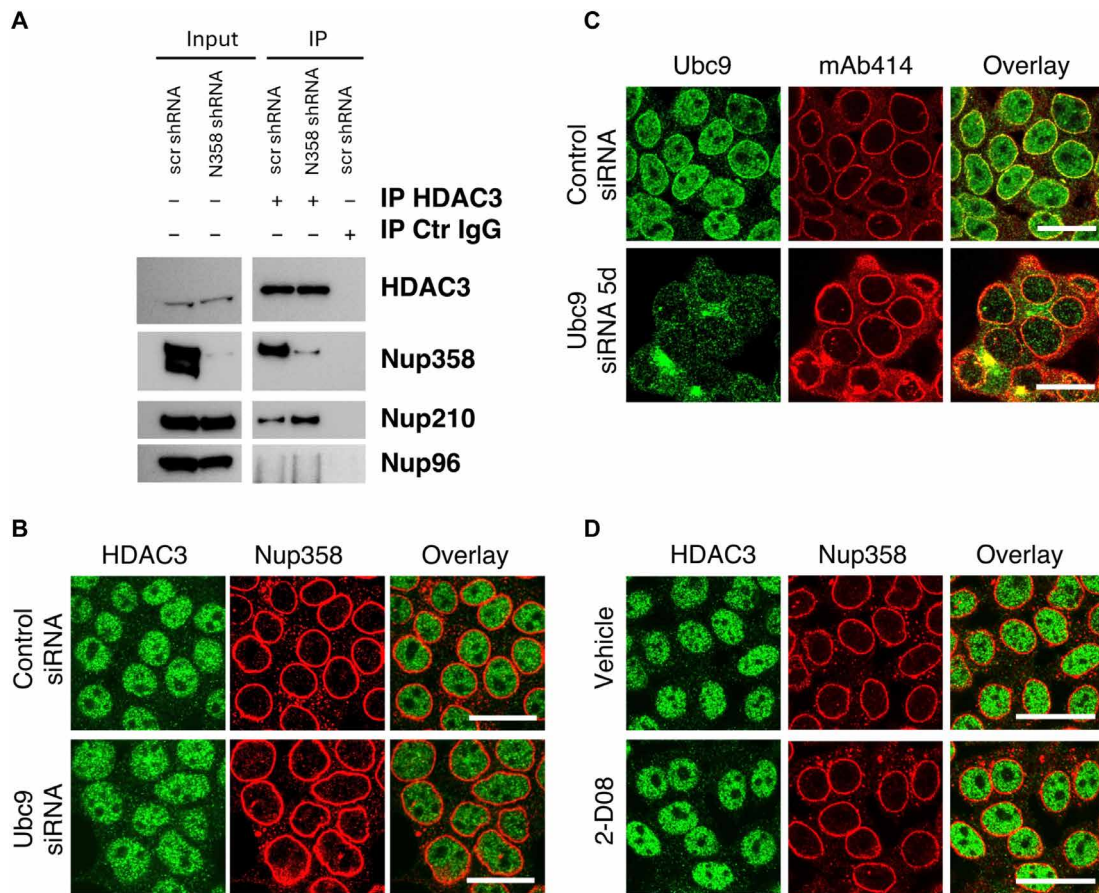 A
Input IP
scr shRNA N358 shRNA scr shRNA N358 shRNA scr shRNA
– – + + – IP HDAC3
– – – – + IP Ctr IgG
HDAC3
Nup358
Nup210
Nup96
B
HDAC3 Nup358 Overlay
Control
siRNA
Ubc9
siRNA
C
Ubc9 mAb414 Overlay
Control
siRNA
Ubc9
siRNA 5d
D
HDAC3 Nup358 Overlay
Vehicle
2-D08